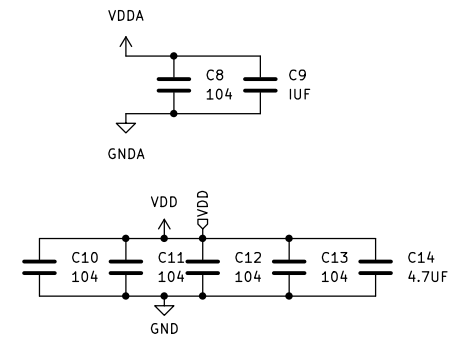 VDDA
C8
104
C9
1UF
GNDA
VDD
VDD
C10
104
C11
104
C12
104
C13
104
C14
4.7UF
GND